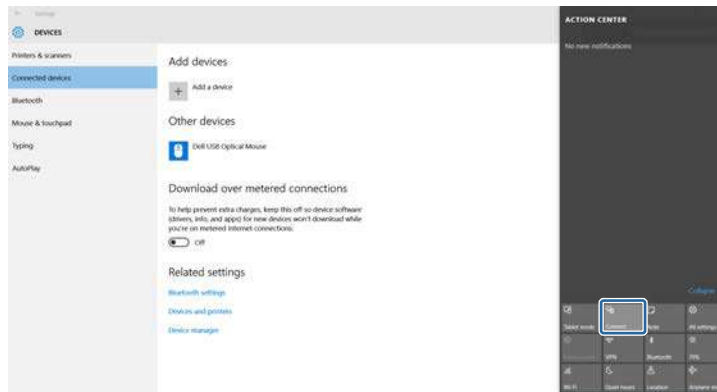 Settings
DEVICES
Printers & scanners
Connected devices
Bluetooth
Mouse & touchpad
Typing
AutoPlay
Add devices
Add a device
Other devices
Dell USB Optical Mouse
Download over metered connections
To help prevent extra charges, keep this off so device software
(drivers, info, and apps) for new devices won't download while
you're on metered Internet connections.
Off
Related settings
Bluetooth settings
Devices and printers
Device manager
ACTION CENTER
No new notifications
Collapse
Tablet mode
Connect
Note
All settings
VPN
Bluetooth
Wi-Fi
Quiet hours
Location
Airplane m